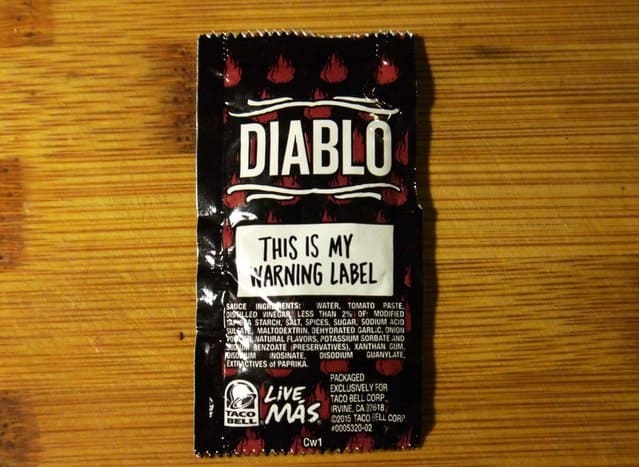 DIABLO
THIS IS MY
WARNING LABEL
SAUCE INGREDIENTS: WATER, TOMATO PASTE,
DISTILLED VINEGAR, LESS THAN 2% OF: MODIFIED
TAPIOCA STARCH, SALT, SPICES, SUGAR, SODIUM ACID
SULFATE, MALTODEXTRIN, DEHYDRATED GARLIC, ONION
POWDER, NATURAL FLAVORS, POTASSIUM SORBATE AND
SODIUM BENZOATE (PRESERVATIVES), XANTHAN GUM,
DISODIUM INOSINATE, DISODIUM GUANYLATE,
EXTRACTIVES of PAPRIKA.
TACO
BELL
LiVE
MÁS
PACKAGED
EXCLUSIVELY FOR
TACO BELL CORP.,
IRVINE, CA 92618
©2015 TACO BELL CORP.
#0005320-02
Cw1